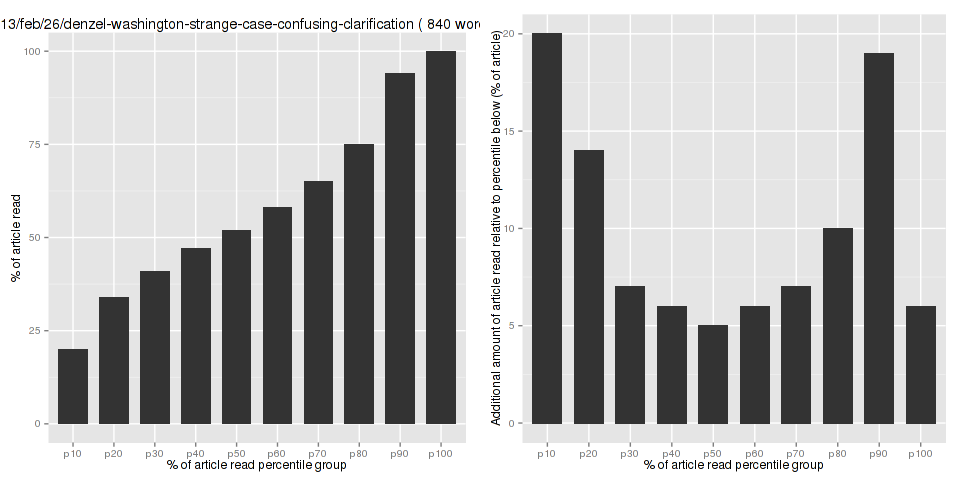 13/feb/26/denzel-washington-strange-case-confusing-clarification ( 840 wor
% of article read
100
75
50
25
0
p10 p20 p30 p40 p50 p60 p70 p80 p90 p100
% of article read percentile group
Additional amount of article read relative to percentile below (% of article)
20
15
10
5
0
p10 p20 p30 p40 p50 p60 p70 p80 p90 p100
% of article read percentile group